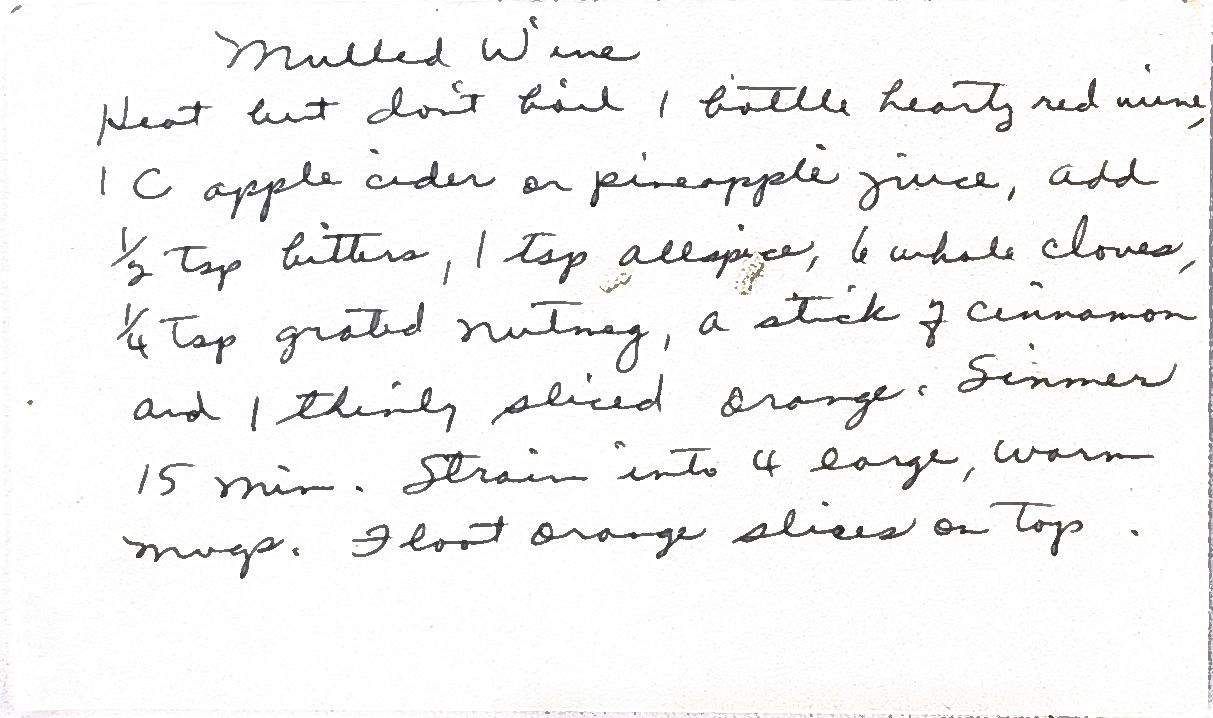 Mulled Wine
Heat but don't boil 1 bottle hearty red wine,
1 C apple cider or pineapple juice, add
1/2 tsp bitters, 1 tsp allspice, 6 whole cloves,
1/4 tsp grated nutmeg, a stick of cinnamon
and 1 thinly sliced orange. Simmer
15 min. Strain into 4 large, warm
mugs. Float orange slices on top.